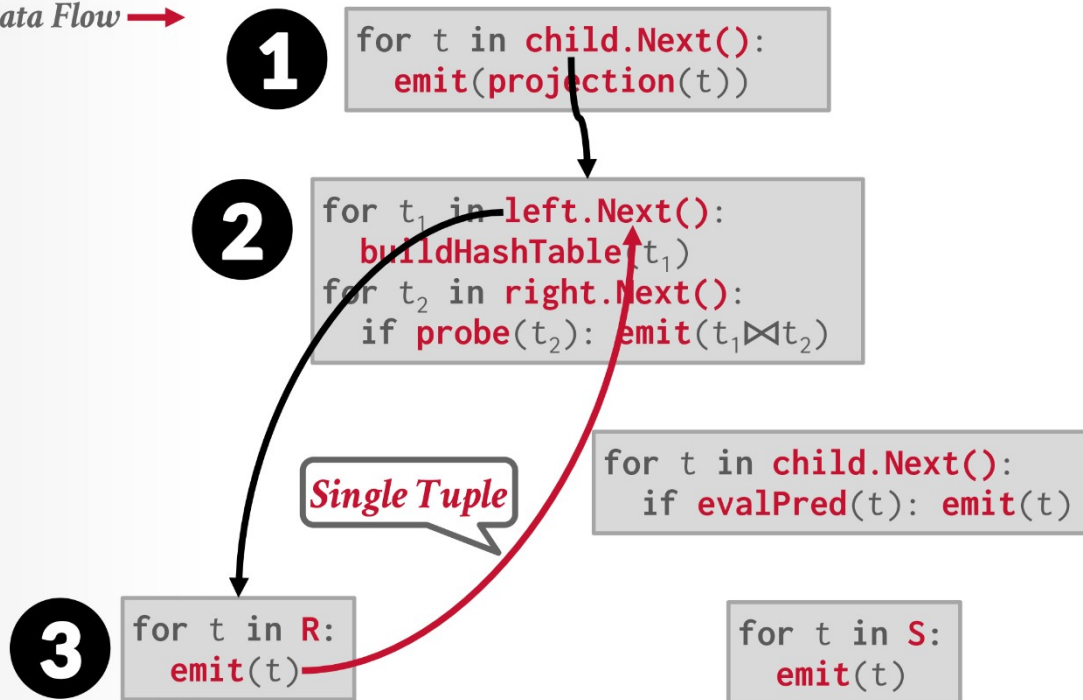 ata Flow
1
for t in child.Next():
emit(projection(t))
2
for t₁ in left.Next():
buildHashTable(t₁)
for t₂ in right.Next():
if probe(t₂): emit(t₁⋈t₂)
Single Tuple
for t in child.Next():
if evalPred(t): emit(t)
3
for t in R:
emit(t)
for t in S:
emit(t)